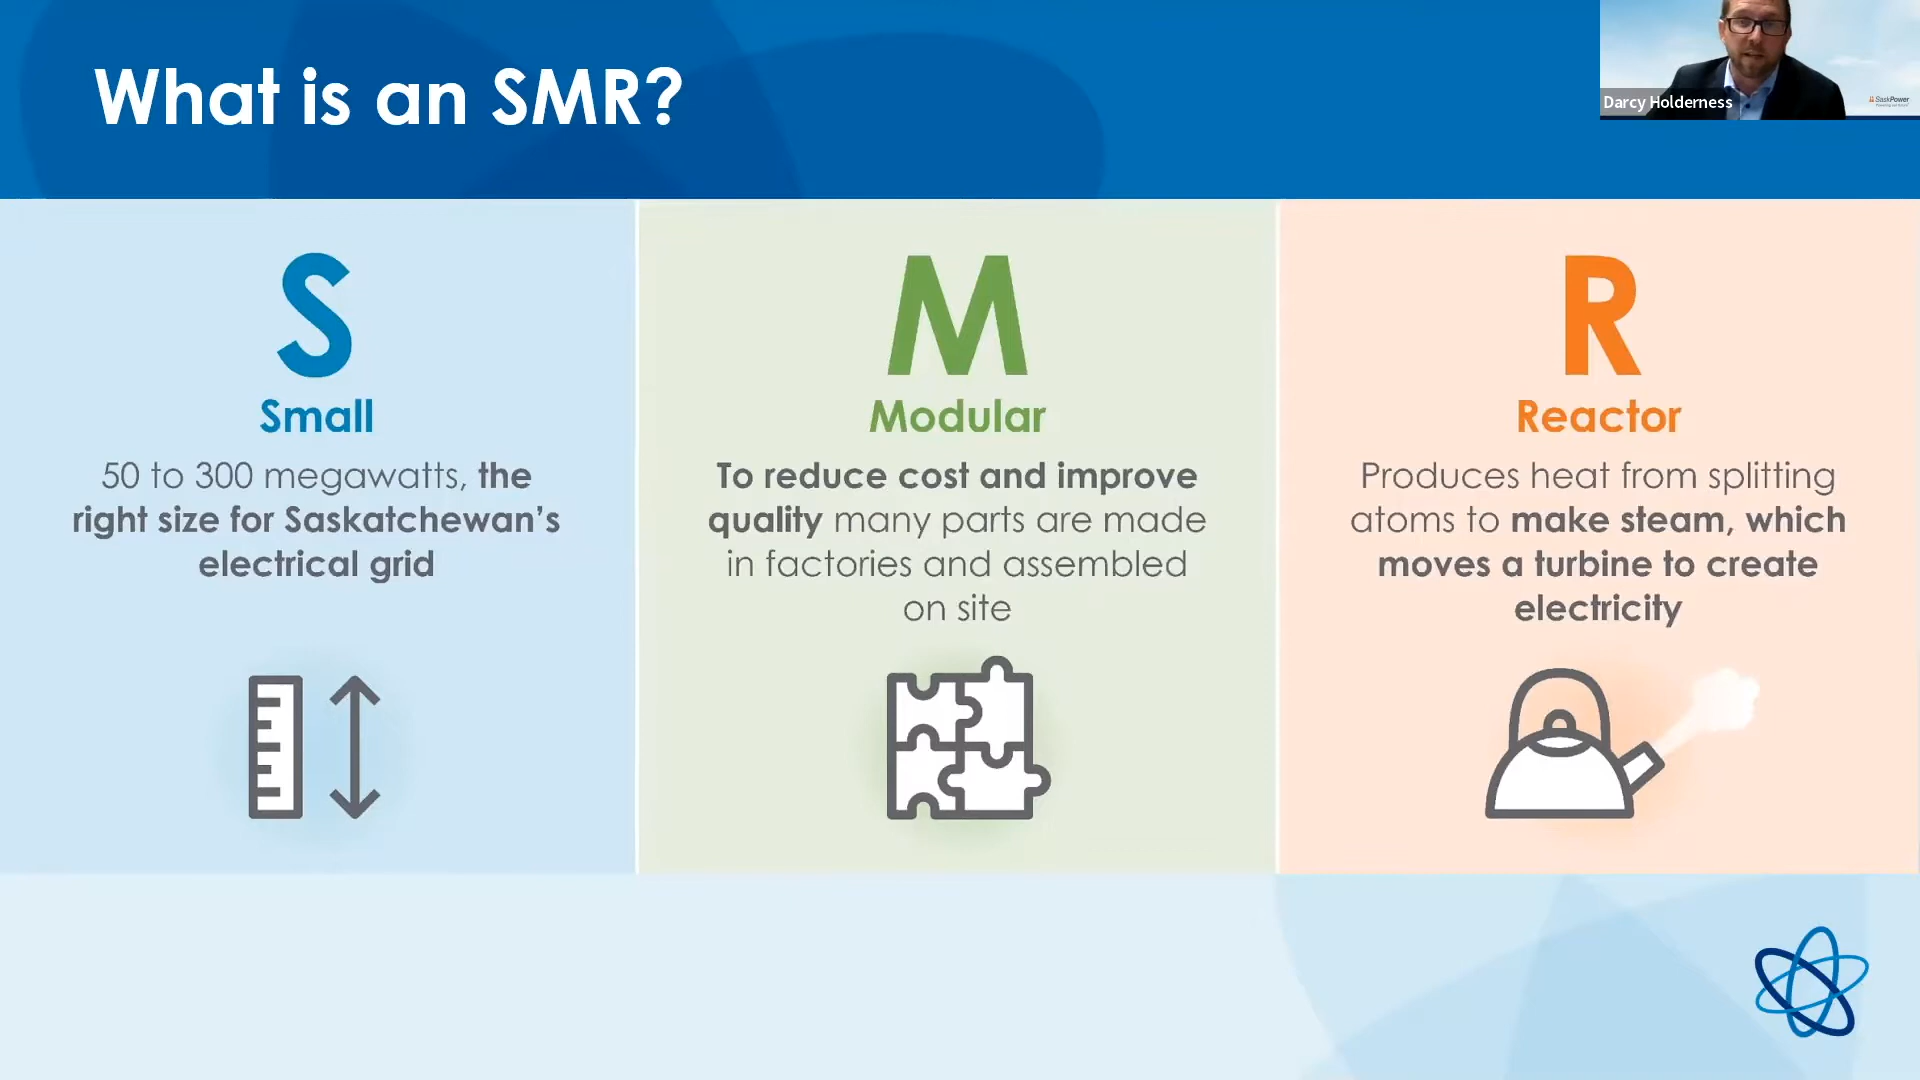 What is an SMR?
Darcy Holderness
SaskPower
S
Small
50 to 300 megawatts, the
right size for Saskatchewan's
electrical grid
M
Modular
To reduce cost and improve
quality many parts are made
in factories and assembled
on site
R
Reactor
Produces heat from splitting
atoms to make steam, which
moves a turbine to create
electricity